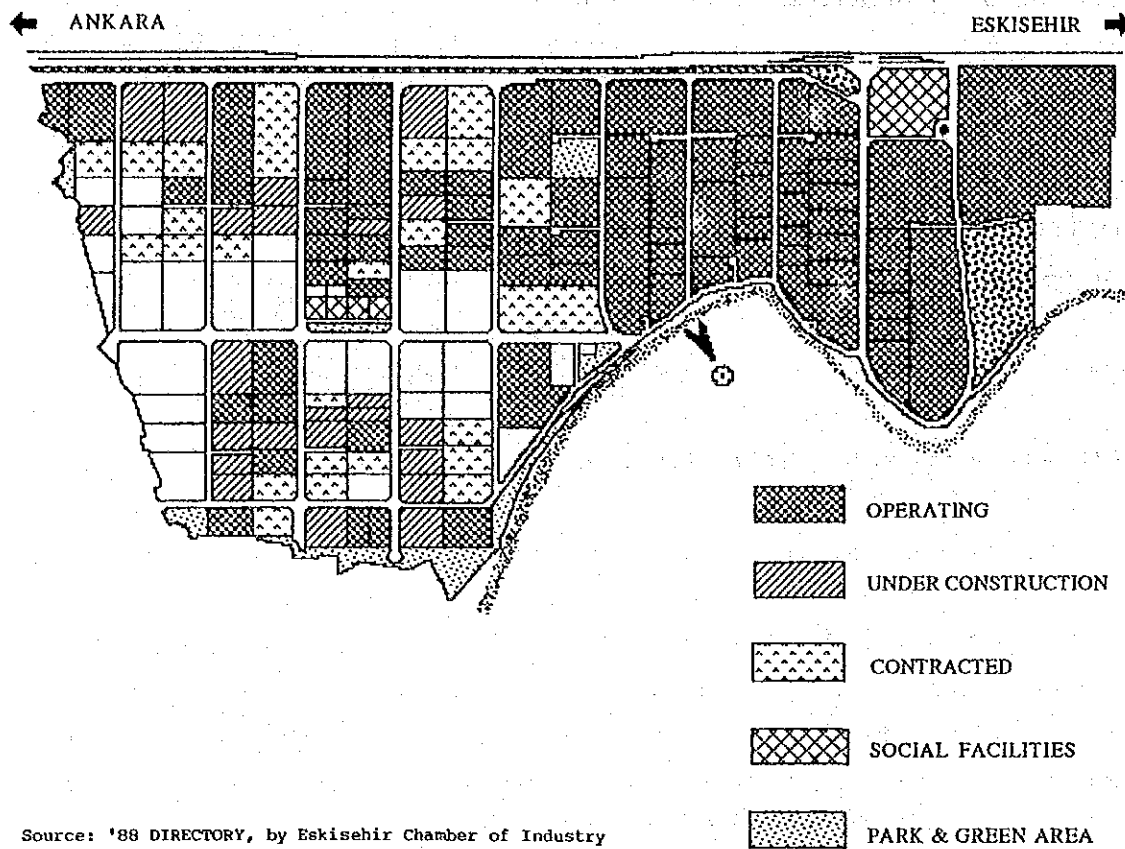 ANKARA
ESKISEHIR
OPERATING
UNDER CONSTRUCTION
CONTRACTED
SOCIAL FACILITIES
PARK & GREEN AREA
Source: '88 DIRECTORY, by Eskisehir Chamber of Industry